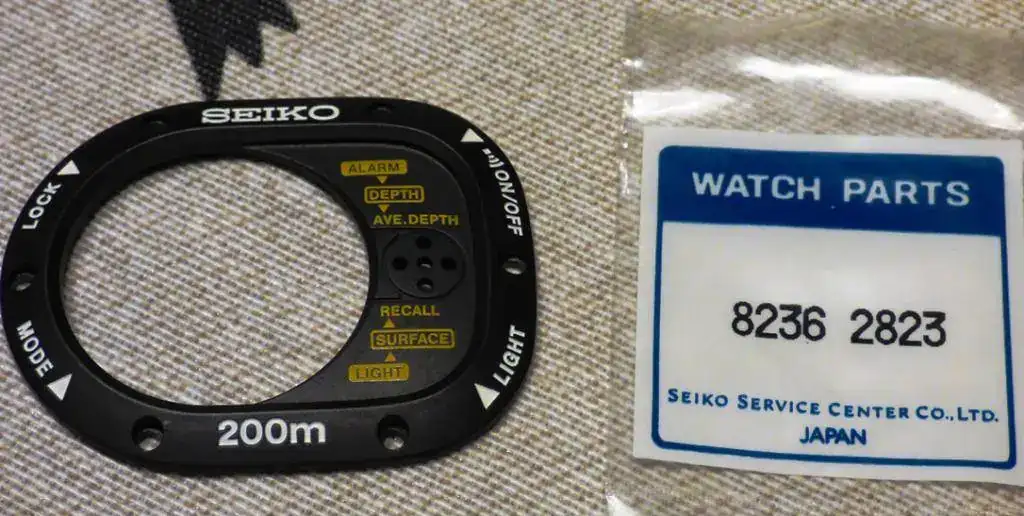 SEIKO
LOCK
ON/OFF
ALARM
DEPTH
AVE.DEPTH
RECALL
SURFACE
LIGHT
MODE
LIGHT
200m
WATCH PARTS
8236 2823
SEIKO SERVICE CENTER CO.,LTD.
JAPAN